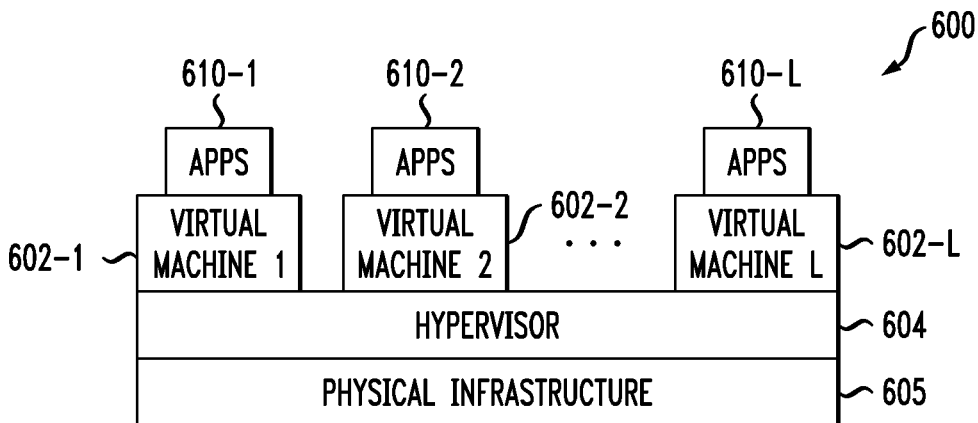 600
610-1
610-2
610-L
APPS
APPS
APPS
VIRTUAL
MACHINE 1
VIRTUAL
MACHINE 2
602-2
. . .
VIRTUAL
MACHINE L
602-1
602-L
HYPERVISOR
604
PHYSICAL INFRASTRUCTURE
605